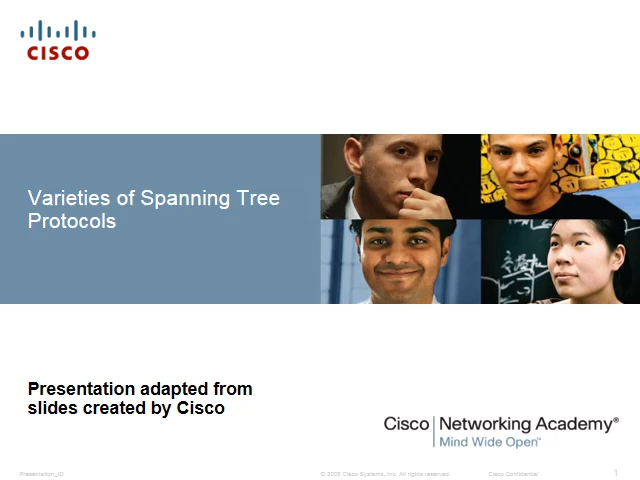 CISCO
Varieties of Spanning Tree
Protocols
Presentation adapted from
slides created by Cisco
Cisco Networking Academy®
Mind Wide Open™
Presentation_ID © 2008 Cisco Systems, Inc. All rights reserved. Cisco Confidential 1